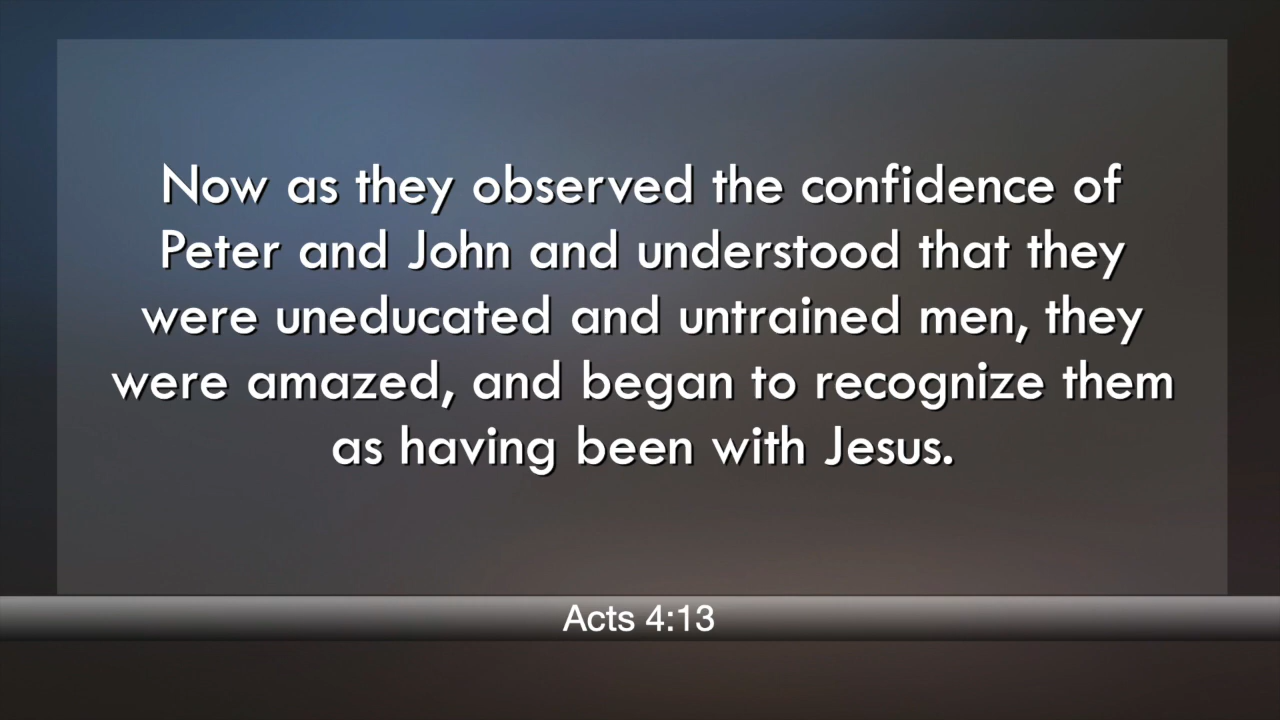 Now as they observed the confidence of
Peter and John and understood that they
were uneducated and untrained men, they
were amazed, and began to recognize them
as having been with Jesus.
Acts 4:13